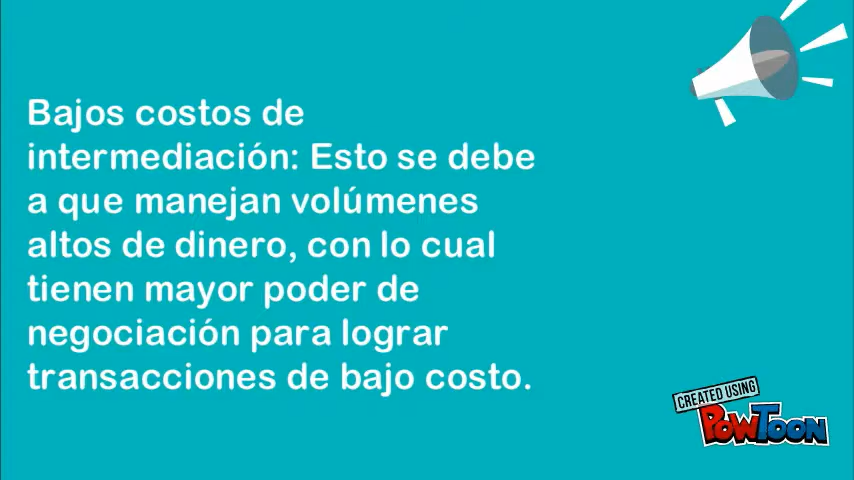 Bajos costos de
intermediación: Esto se debe
a que manejan volúmenes
altos de dinero, con lo cual
tienen mayor poder de
negociación para lograr
transacciones de bajo costo.
CREATED USING
POWTOON